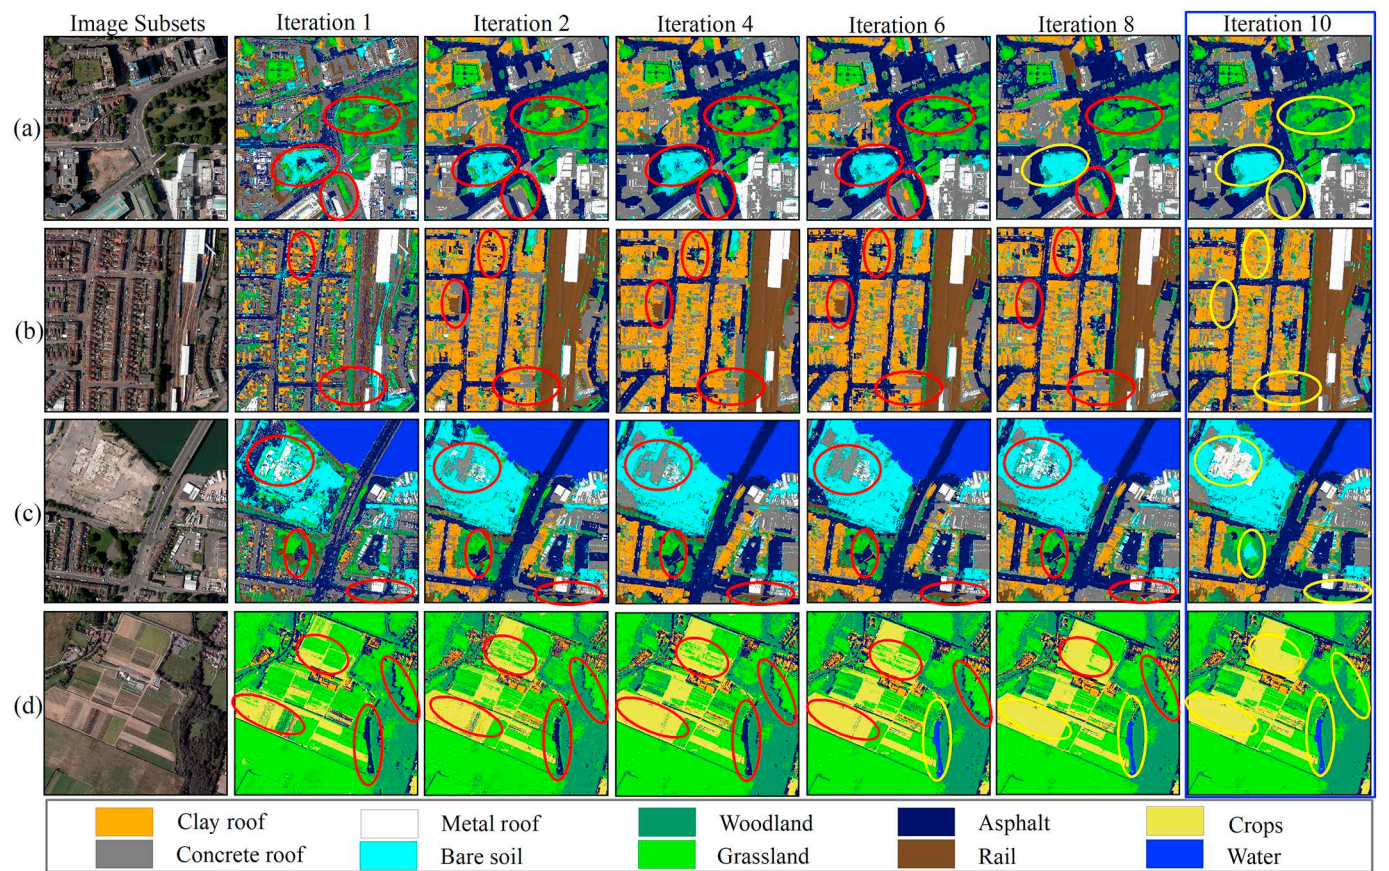 Image Subsets Iteration 1 Iteration 2 Iteration 4 Iteration 6 Iteration 8 Iteration 10
(a)
(b)
(c)
(d)
Clay roof Metal roof Woodland Asphalt Crops
Concrete roof Bare soil Grassland Rail Water